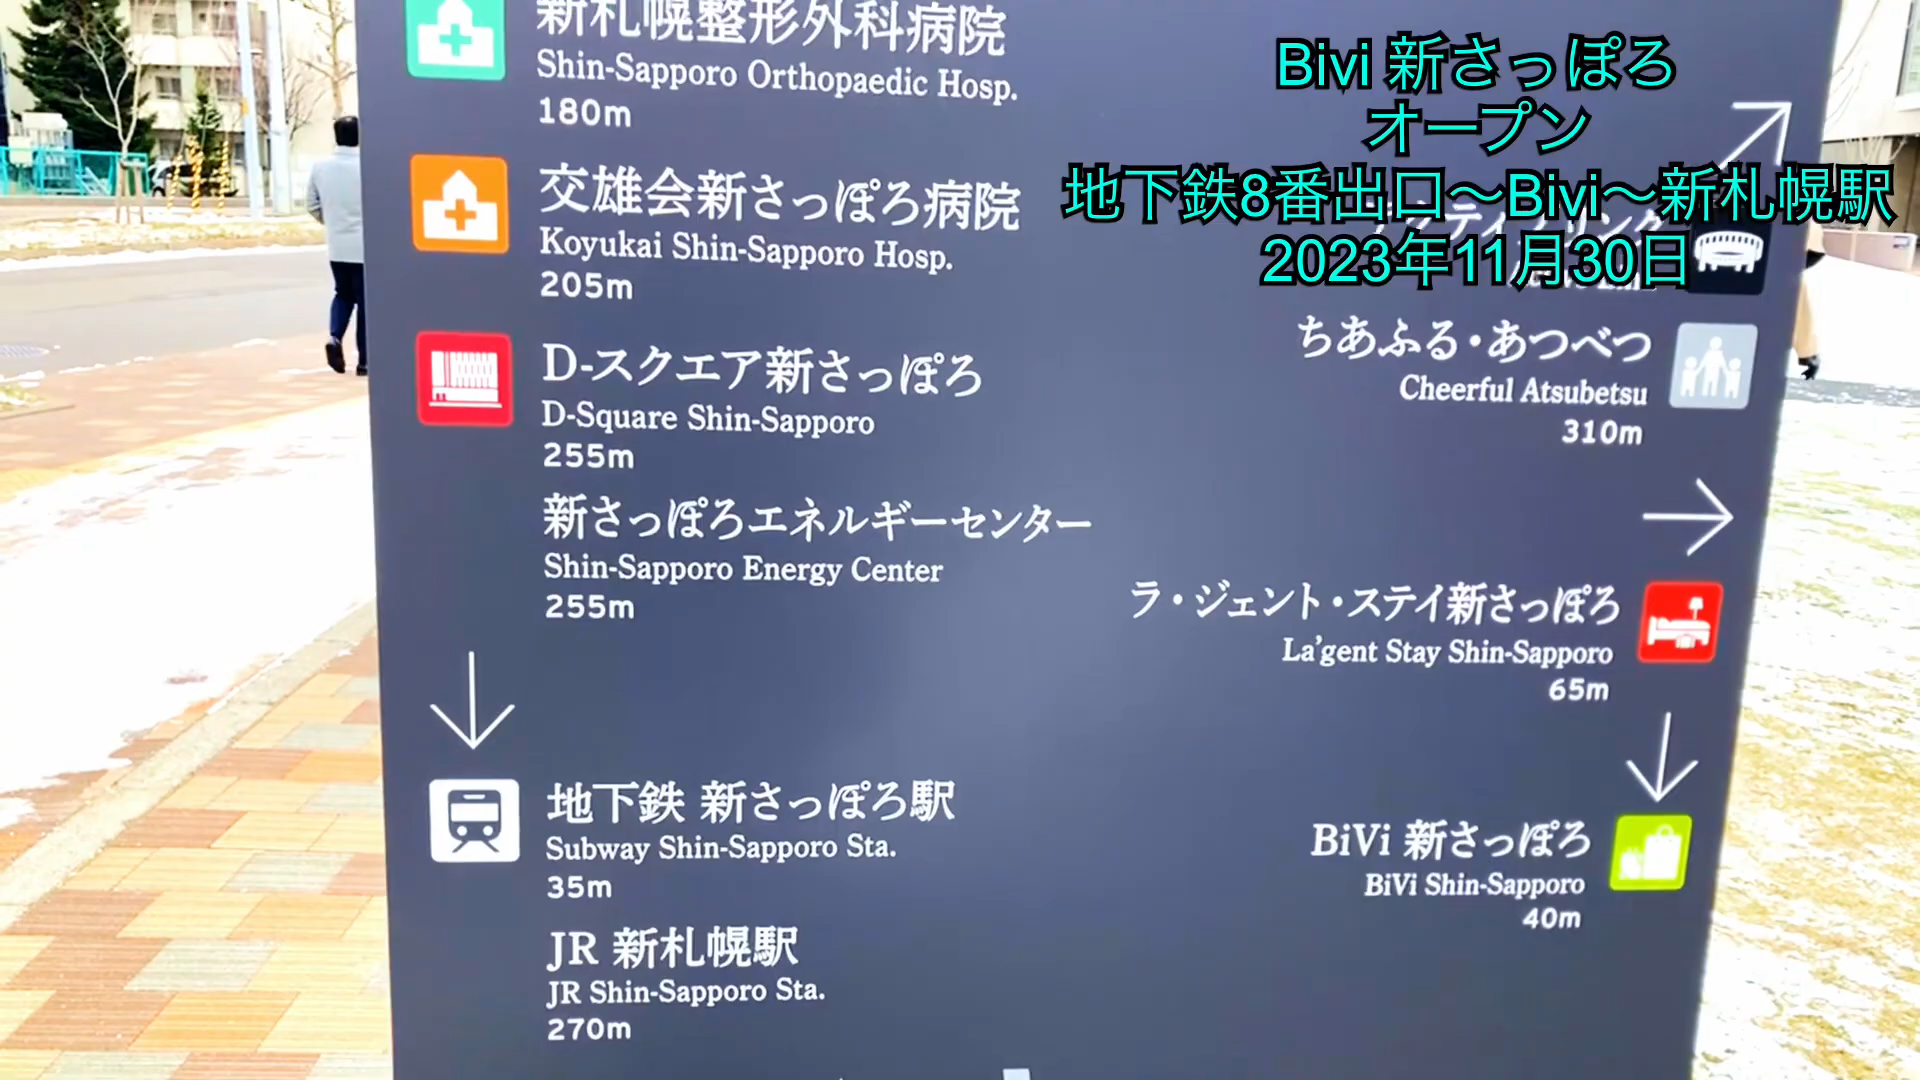 新札幌整形外科病院
Shin-Sapporo Orthopaedic Hosp.
180m
交雄会新さっぽろ病院
Koyukai Shin-Sapporo Hosp.
205m
D-スクエア新さっぽろ
D-Square Shin-Sapporo
255m
新さっぽろエネルギーセンター
Shin-Sapporo Energy Center
255m
地下鉄 新さっぽろ駅
Subway Shin-Sapporo Sta.
35m
JR 新札幌駅
JR Shin-Sapporo Sta.
270m
Bivi 新さっぽろ
オープン
地下鉄8番出口〜Bivi〜新札幌駅
2023年11月30日
ちあふる・あつべつ
Cheerful Atsubetsu
310m
ラ・ジェント・ステイ新さっぽろ
La'gent Stay Shin-Sapporo
65m
BiVi 新さっぽろ
BiVi Shin-Sapporo
40m